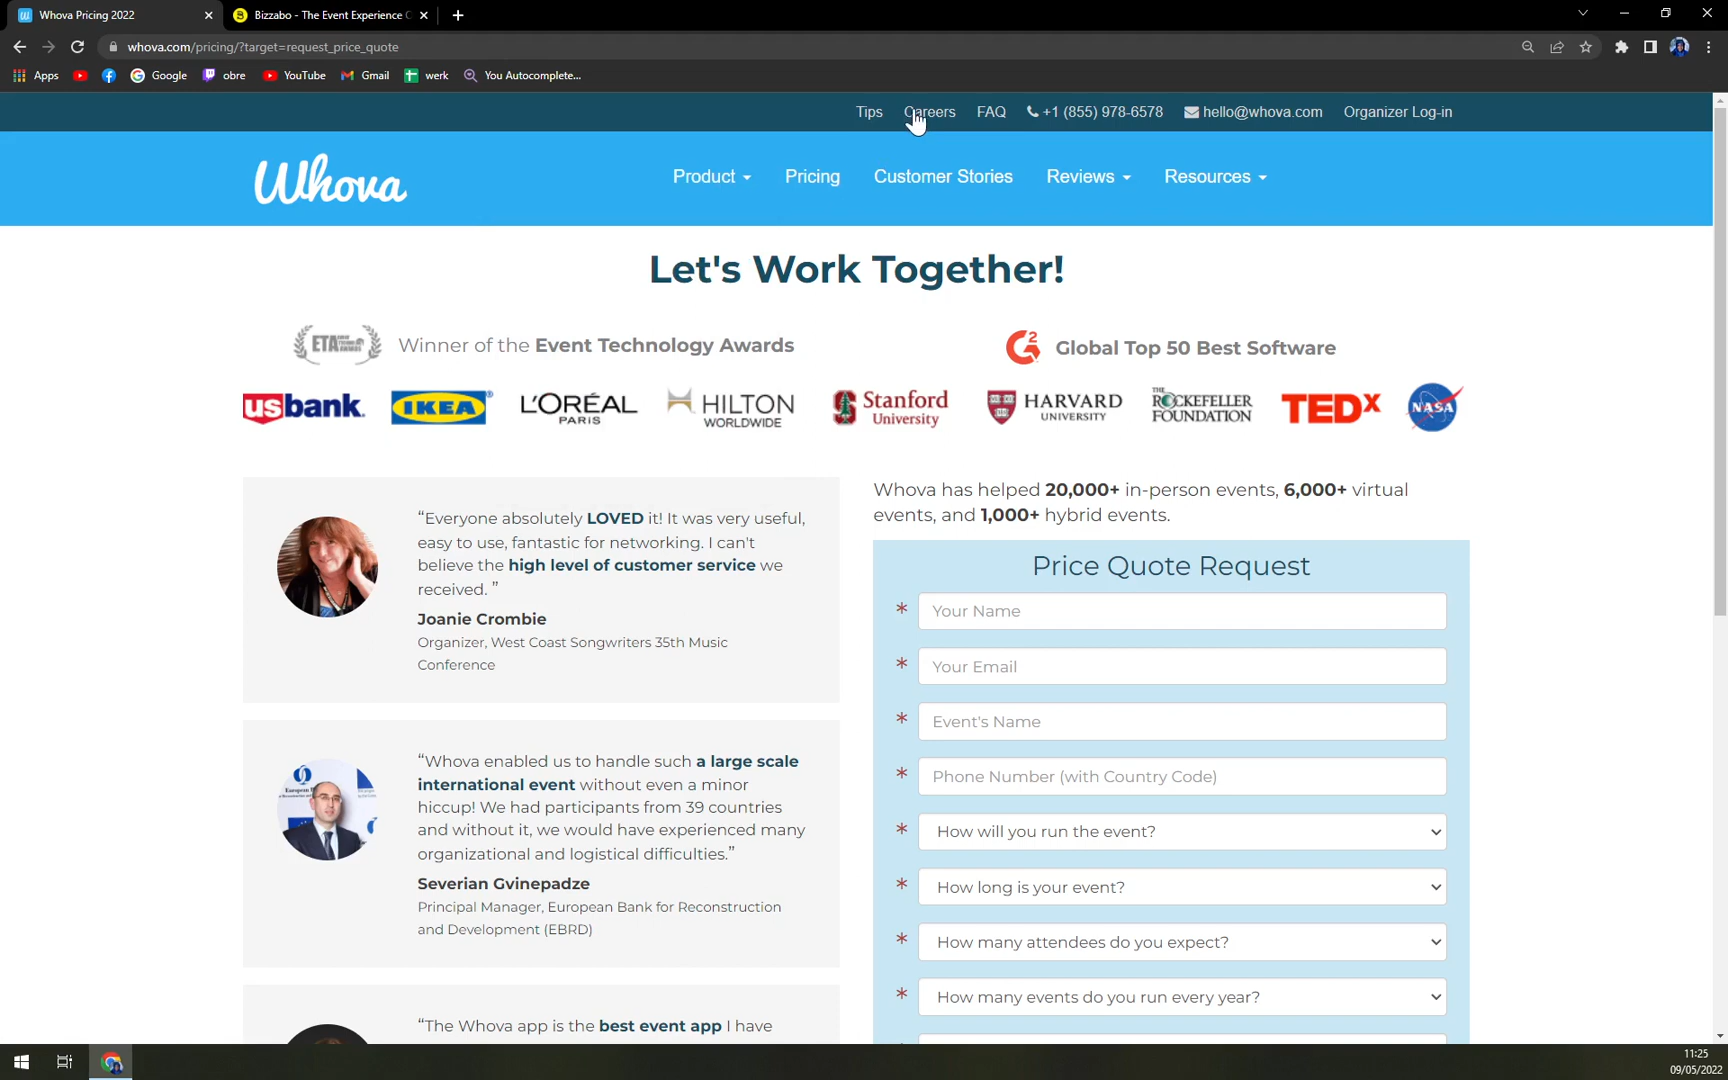 Whova Pricing 2022
Bizzabo - The Event Experience
whova.com/pricing/?target=request_price_quote
Apps
Google
obre
YouTube
Gmail
werk
You Autocomplete...
Tips
Careers
FAQ
+1 (855) 978-6578
hello@whova.com
Organizer Log-in
Whova
Product
Pricing
Customer Stories
Reviews
Resources
Let's Work Together!
ETA
Winner of the Event Technology Awards
G2
Global Top 50 Best Software
usbank.
IKEA
L'ORÉAL PARIS
HILTON WORLDWIDE
Stanford University
HARVARD UNIVERSITY
THE ROCKEFELLER FOUNDATION
TEDx
NASA
Whova has helped 20,000+ in-person events, 6,000+ virtual
events, and 1,000+ hybrid events.
"Everyone absolutely LOVED it! It was very useful,
easy to use, fantastic for networking. I can't
believe the high level of customer service we
received. "
Joanie Crombie
Organizer, West Coast Songwriters 35th Music
Conference
"Whova enabled us to handle such a large scale
international event without even a minor
hiccup! We had participants from 39 countries
and without it, we would have experienced many
organizational and logistical difficulties."
Severian Gvinepadze
Principal Manager, European Bank for Reconstruction
and Development (EBRD)
"The Whova app is the best event app I have
Price Quote Request
* Your Name
* Your Email
* Event's Name
* Phone Number (with Country Code)
* How will you run the event?
* How long is your event?
* How many attendees do you expect?
* How many events do you run every year?
11:25
09/05/2022